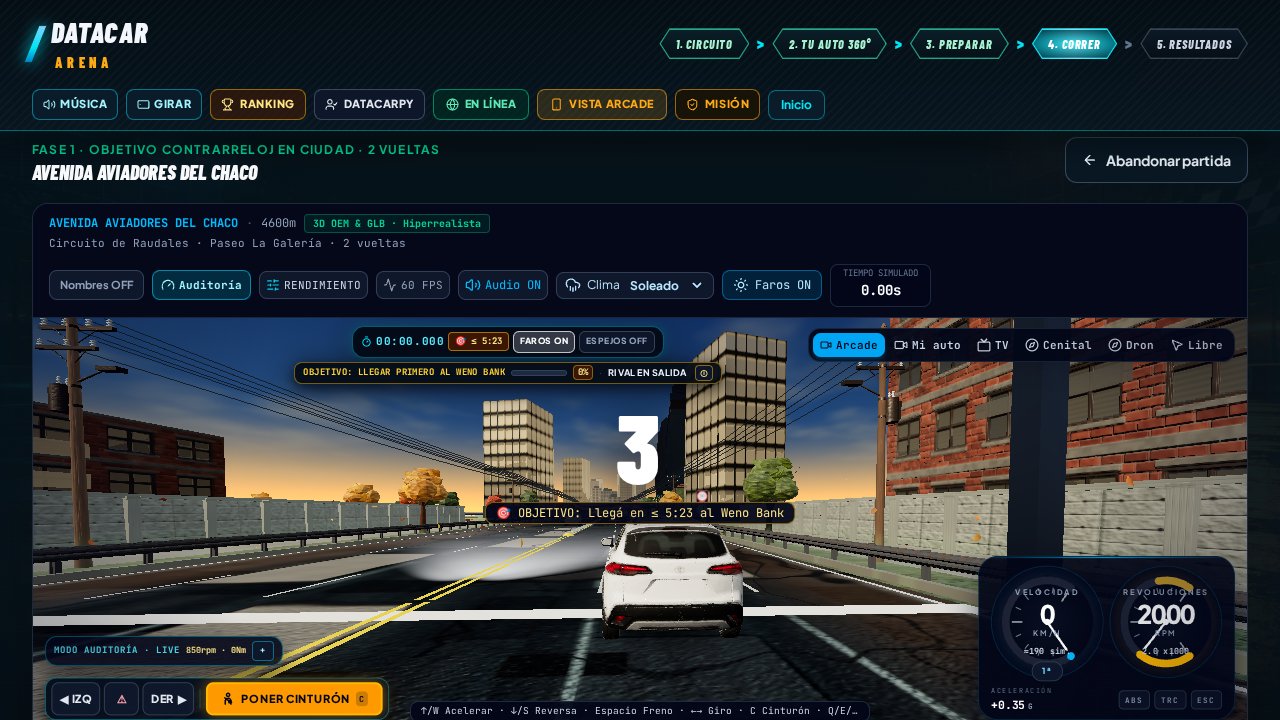 DATACAR
ARENA
1. CIRCUITO > 2. TU AUTO 360° > 3. PREPARAR > 4. CORRER > 5. RESULTADOS
MÚSICA GIRAR RANKING DATACARPY EN LÍNEA VISTA ARCADE MISIÓN Inicio
FASE 1 · OBJETIVO CONTRARRELOJ EN CIUDAD · 2 VUELTAS
AVENIDA AVIADORES DEL CHACO
← Abandonar partida
AVENIDA AVIADORES DEL CHACO · 4600m 3D OEM & GLB · Hiperrealista
Circuito de Raudales · Paseo La Galería · 2 vueltas
Nombres OFF Auditoría RENDIMIENTO 60 FPS Audio ON Clima Soleado Faros ON
TIEMPO SIMULADO
0.00s
00:00.000 ≤ 5:23 FAROS ON ESPEJOS OFF
Arcade Mi auto TV Cenital Dron Libre
OBJETIVO: LLEGAR PRIMERO AL WENO BANK 0% · RIVAL EN SALIDA
3
OBJETIVO: Llegá en ≤ 5:23 al Weno Bank
VELOCIDAD
0
KM/H
≈190 sim
1ª
REVOLUCIONES
2000
RPM
x1000
ACELERACIÓN
+0.35 G
ABS TRC ESC
MODO AUDITORÍA · LIVE 850rpm · 0Nm +
◀ IZQ ⚠ DER ▶ PONER CINTURÓN C
↑/W Acelerar · ↓/S Reversa · Espacio Freno · ←→ Giro · C Cinturón · Q/E/…